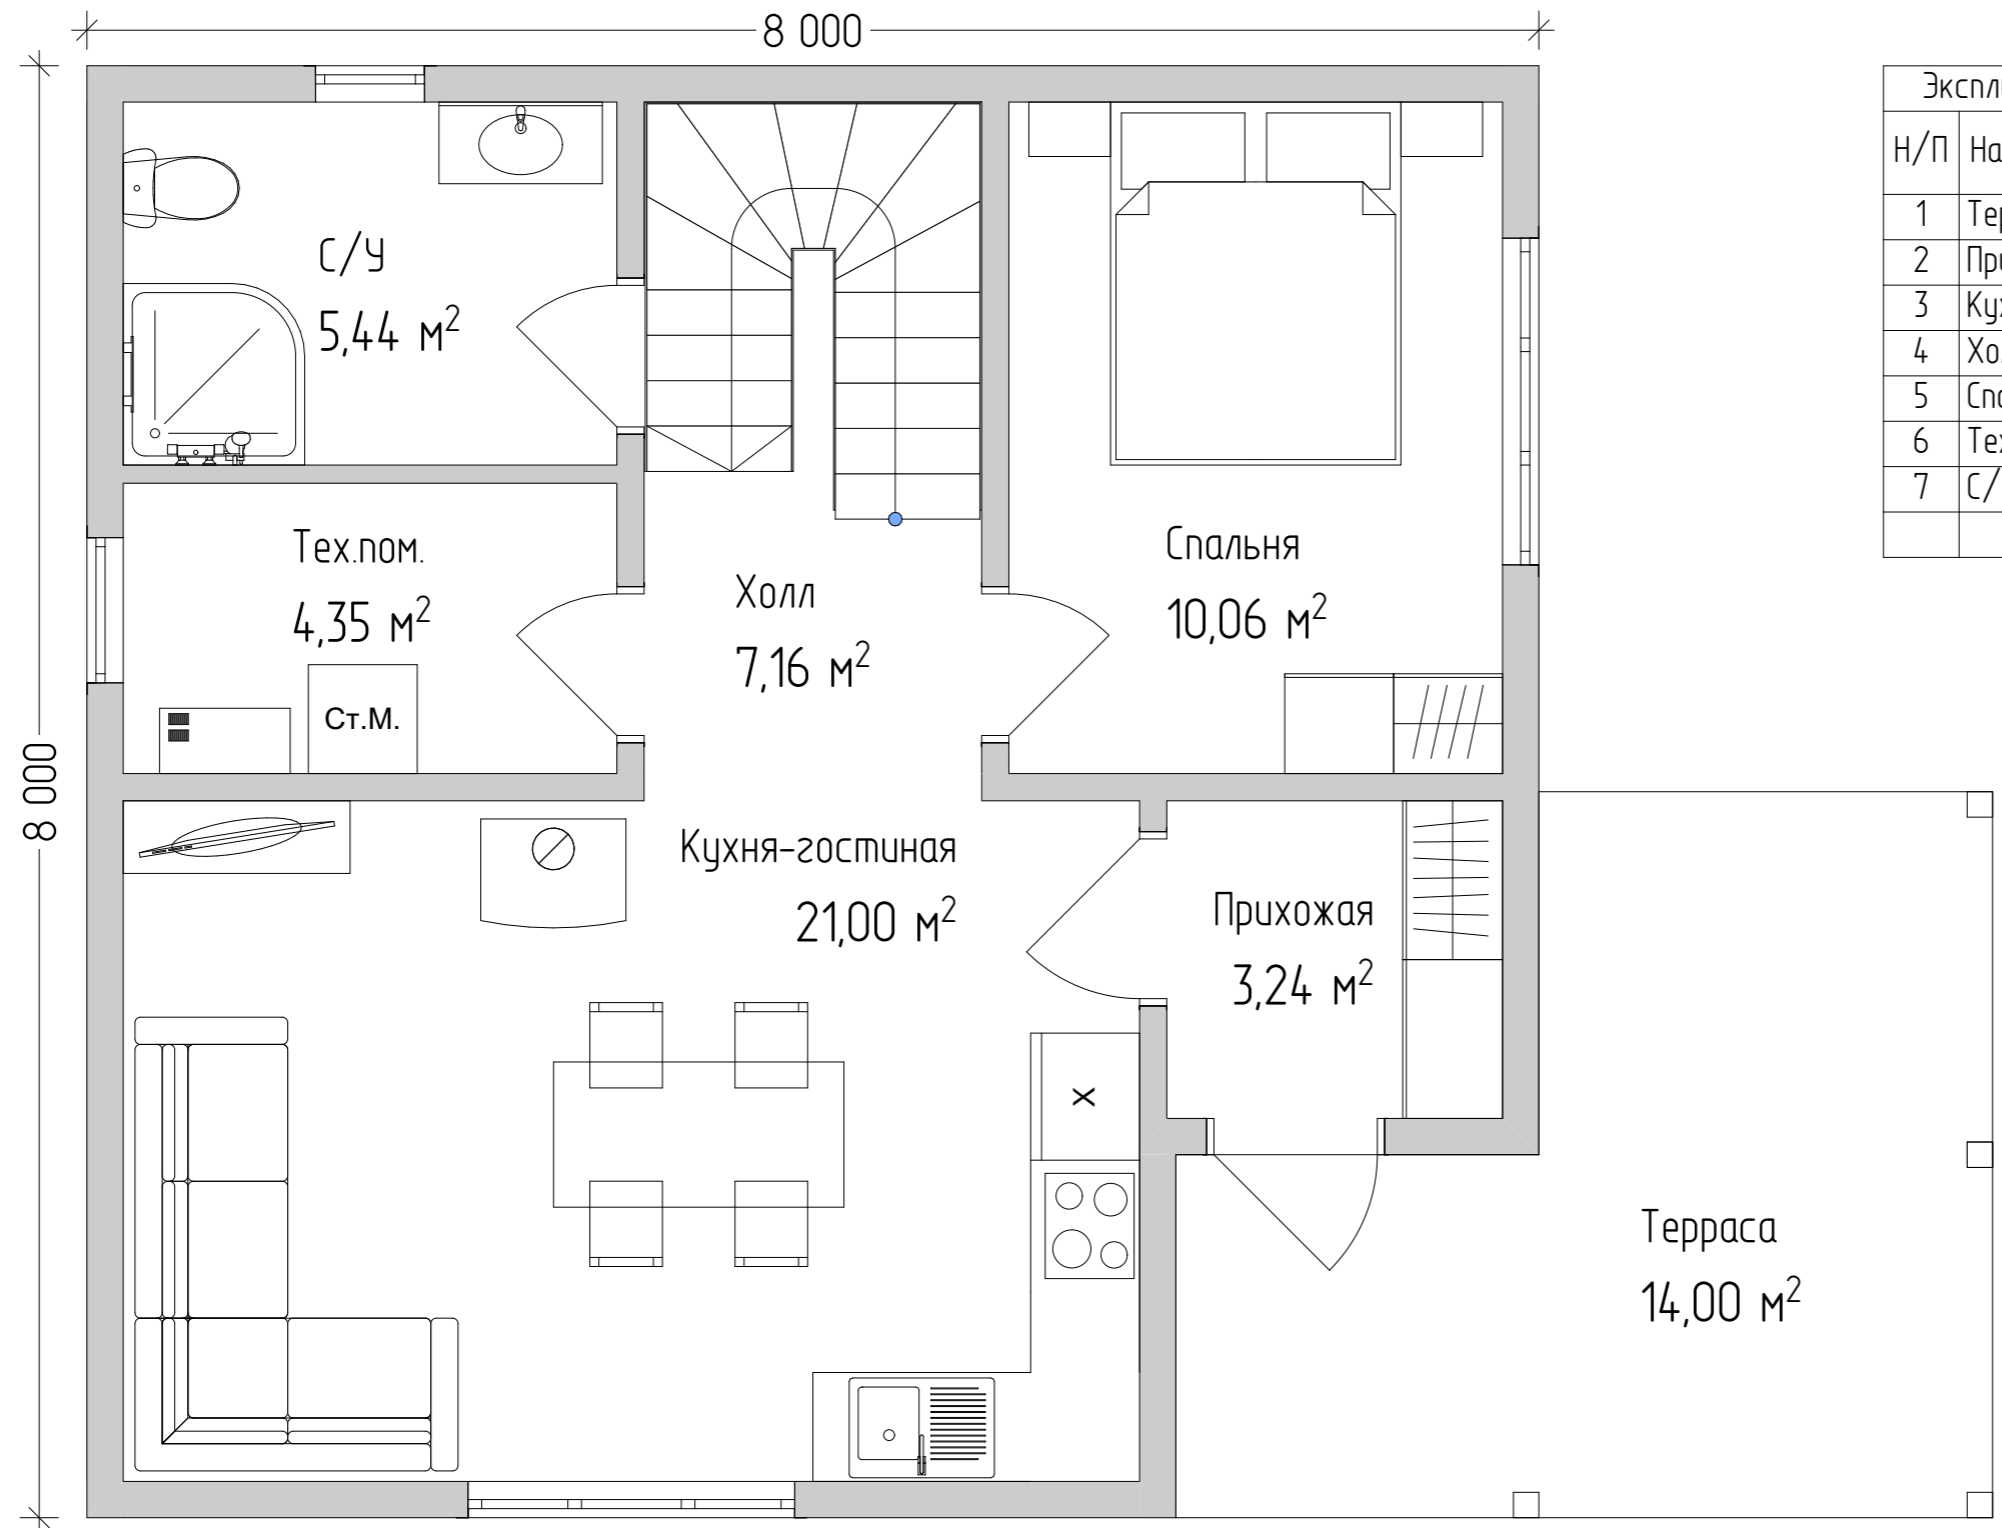 8 000
8 000
С/У
5,44 м²
Тех.пом.
4,35 м²
Ст.М.
Холл
7,16 м²
Спальня
10,06 м²
Кухня-гостиная
21,00 м²
Прихожая
3,24 м²
X
Терраса
14,00 м²
Н/П
1
2
3
4
5
6
7 С/